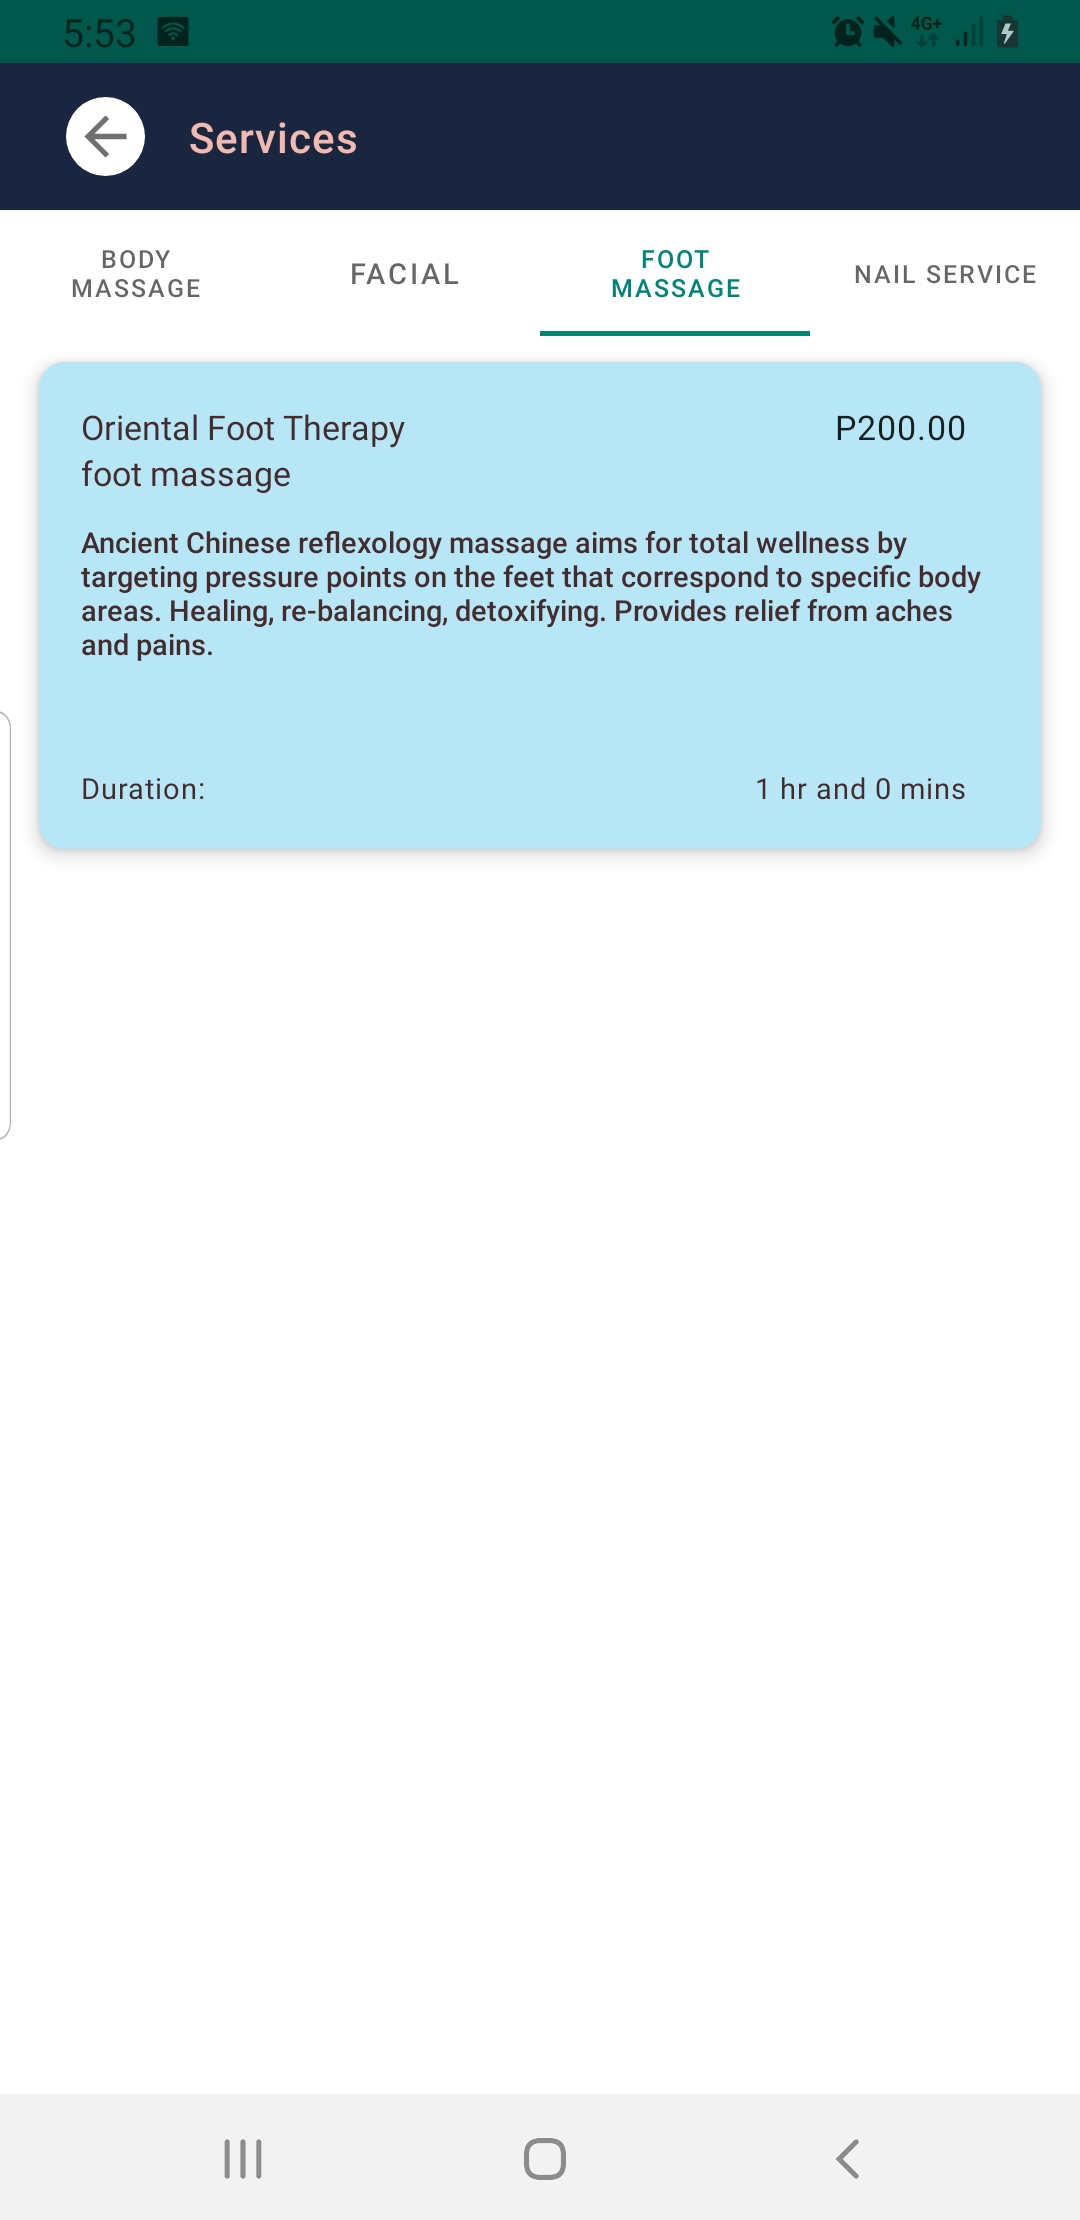 5:53
4G+
Services
BODY
MASSAGE
FACIAL
FOOT
MASSAGE
NAIL SERVICE
Oriental Foot Therapy
P200.00
foot massage
Ancient Chinese reflexology massage aims for total wellness by
targeting pressure points on the feet that correspond to specific body
areas. Healing, re-balancing, detoxifying. Provides relief from aches
and pains.
Duration:
1 hr and 0 mins